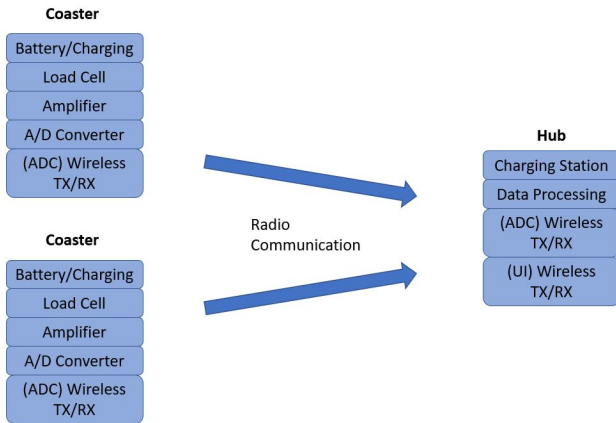 Coaster
Battery/Charging
Load Cell
Amplifier
A/D Converter
(ADC) Wireless
TX/RX
Coaster
Battery/Charging
Load Cell
Amplifier
A/D Converter
(ADC) Wireless
TX/RX
Radio
Communication
Hub
Charging Station
Data Processing
(ADC) Wireless
TX/RX
(UI) Wireless
TX/RX